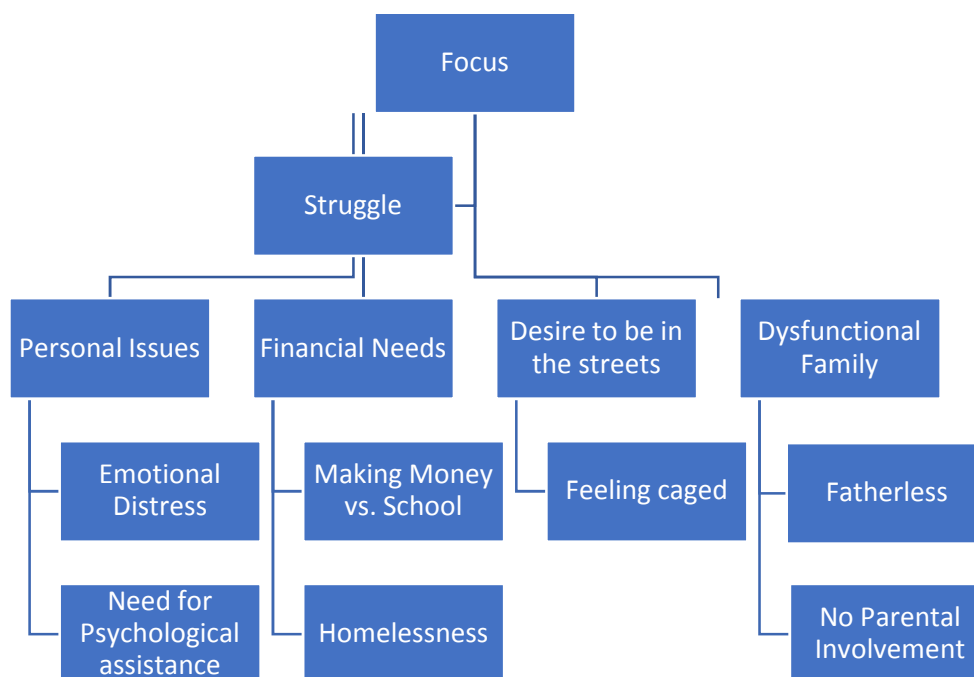 Focus
Struggle
Personal Issues
Financial Needs
Desire to be in
the streets
Dysfunctional
Family
Emotional
Distress
Making Money
vs. School
Feeling caged
Fatherless
Need for
Psychological
assistance
Homelessness
No Parental
Involvement